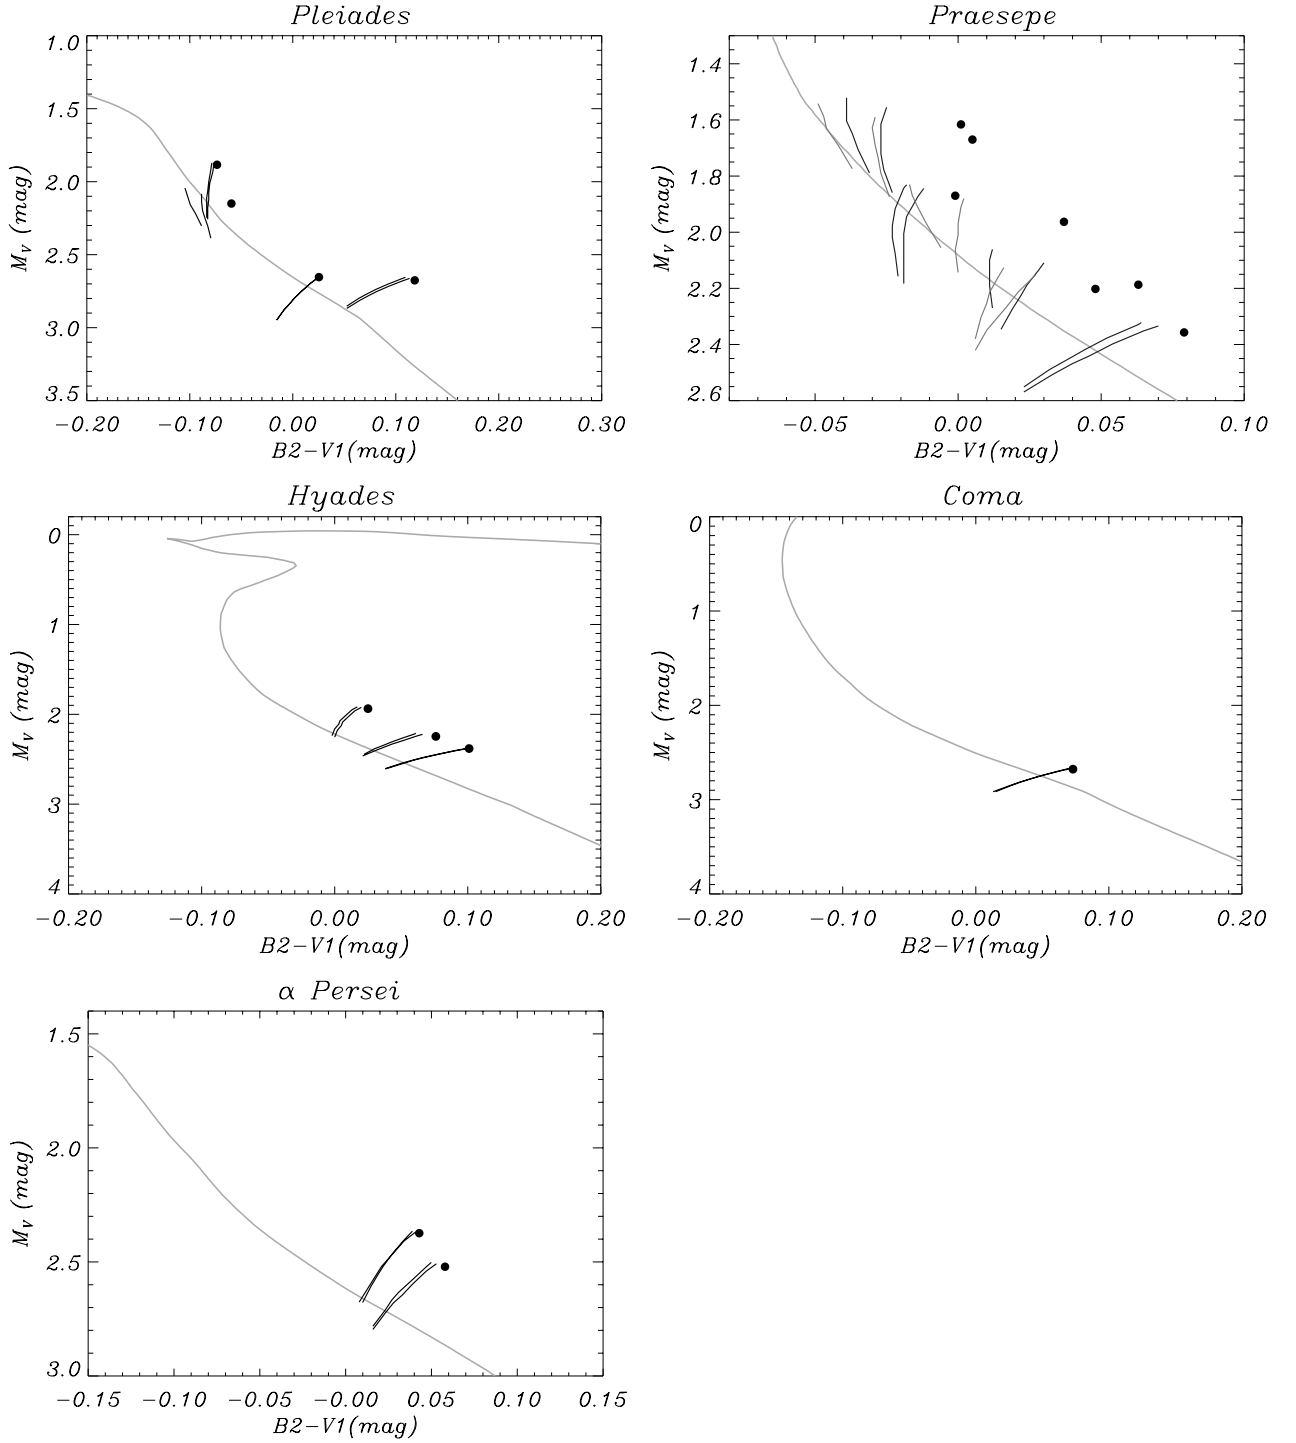 Pleiades
1.0
1.5
2.0
2.5
3.0
3.5
M_V (mag)
−0.20 −0.10 0.00 0.10 0.20 0.30
B2−V1(mag)
Praesepe
1.4
1.6
1.8
2.0
2.2
2.4
2.6
M_V (mag)
−0.05 0.00 0.05 0.10
B2−V1(mag)
Hyades
0
1
2
3
4
M_V (mag)
−0.20 −0.10 0.00 0.10 0.20
B2−V1(mag)
Coma
0
1
2
3
4
M_V (mag)
−0.20 −0.10 0.00 0.10 0.20
B2−V1(mag)
α Persei
1.5
2.0
2.5
3.0
M_V (mag)
−0.15 −0.10 −0.05 −0.00 0.05 0.10 0.15
B2−V1(mag)